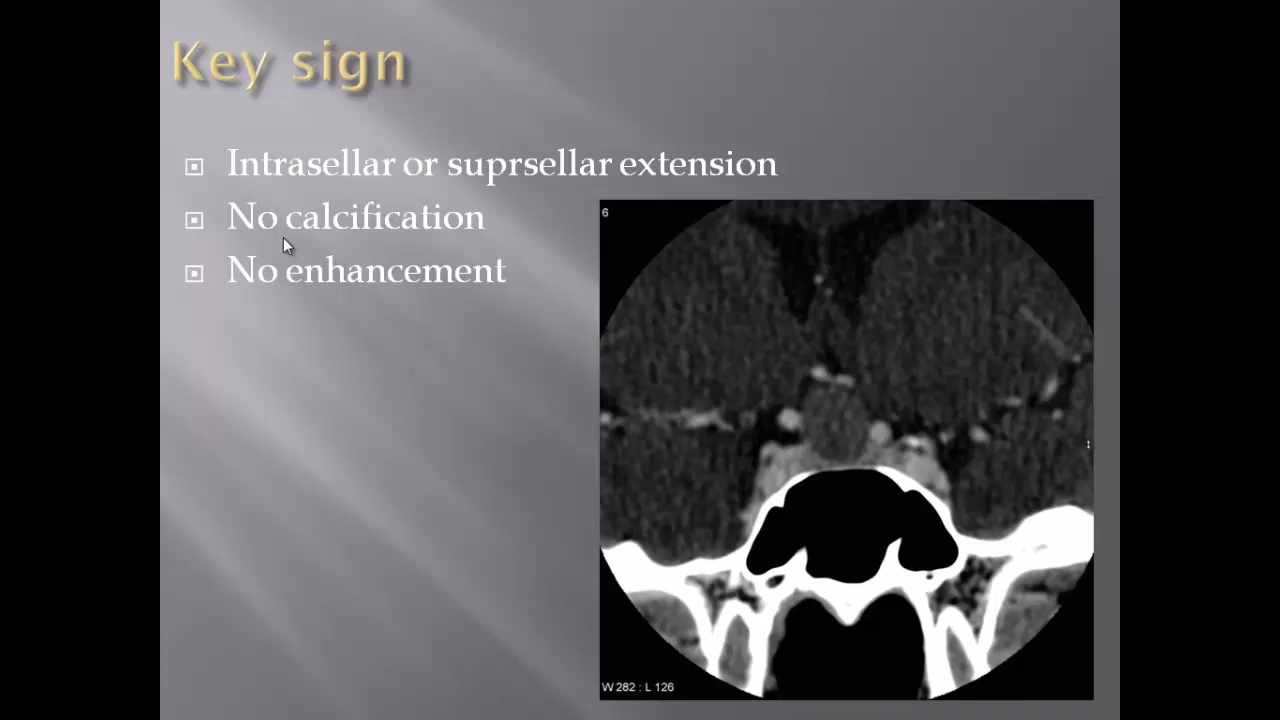 Key sign
Intrasellar or suprsellar extension
No calcification
No enhancement
6
W 282 : L 126